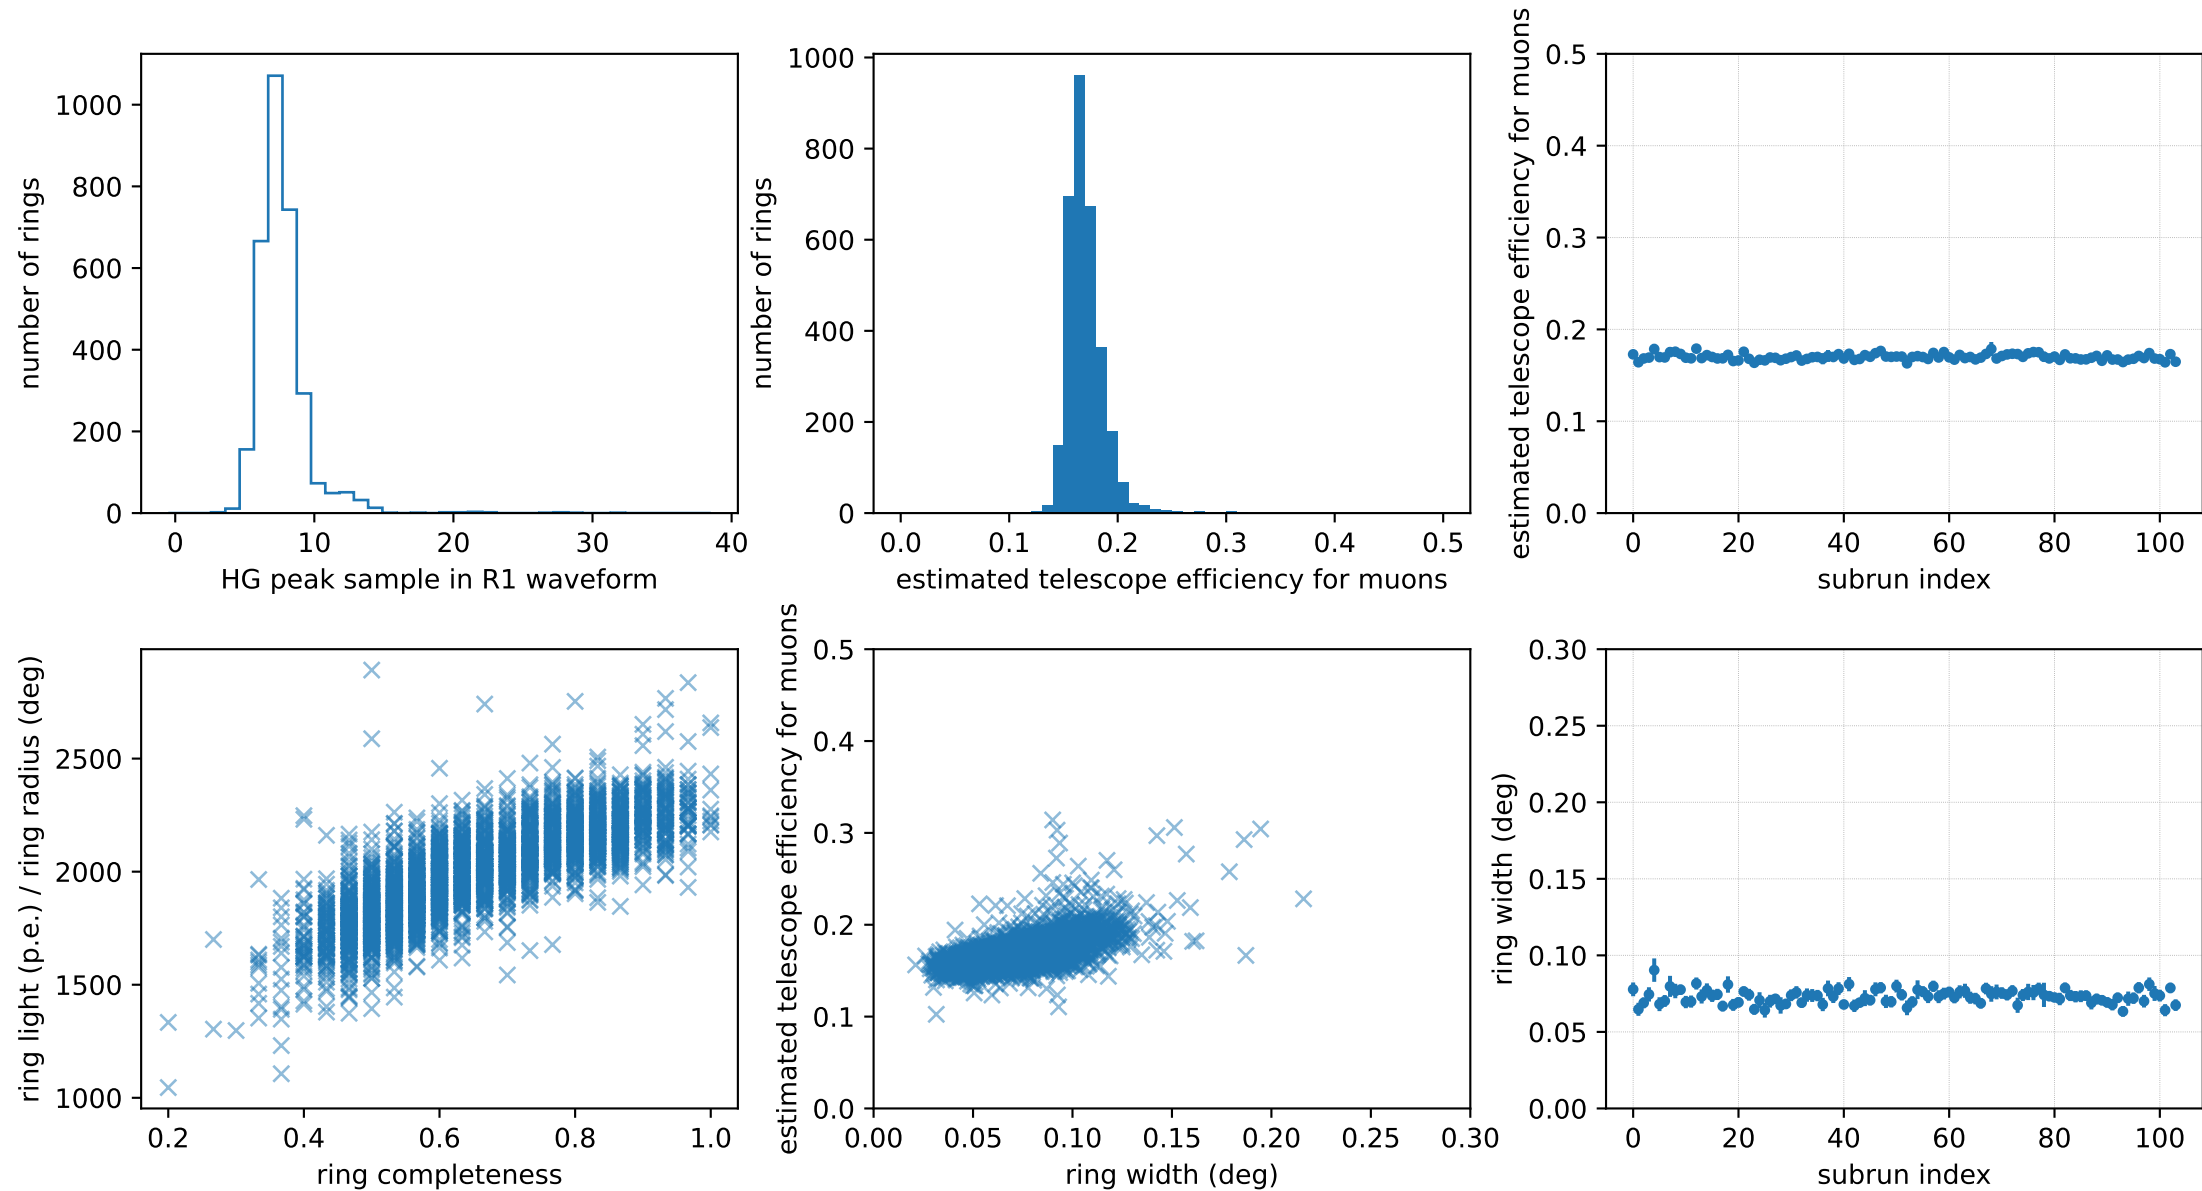 number of rings
1000
800
600
400
200
0
0 10 20 30 40
HG peak sample in R1 waveform
number of rings
1000
800
600
400
200
0
0.0 0.1 0.2 0.3 0.4 0.5
estimated telescope efficiency for muons
estimated telescope efficiency for muons
0.5
0.4
0.3
0.2
0.1
0.0
0 20 40 60 80 100
subrun index
ring light (p.e.) / ring radius (deg)
2500
2000
1500
1000
0.2 0.4 0.6 0.8 1.0
ring completeness
estimated telescope efficiency for muons
0.5
0.4
0.3
0.2
0.1
0.0
0.00 0.05 0.10 0.15 0.20 0.25 0.30
ring width (deg)
ring width (deg)
0.30
0.25
0.20
0.15
0.10
0.05
0.00
0 20 40 60 80 100
subrun index